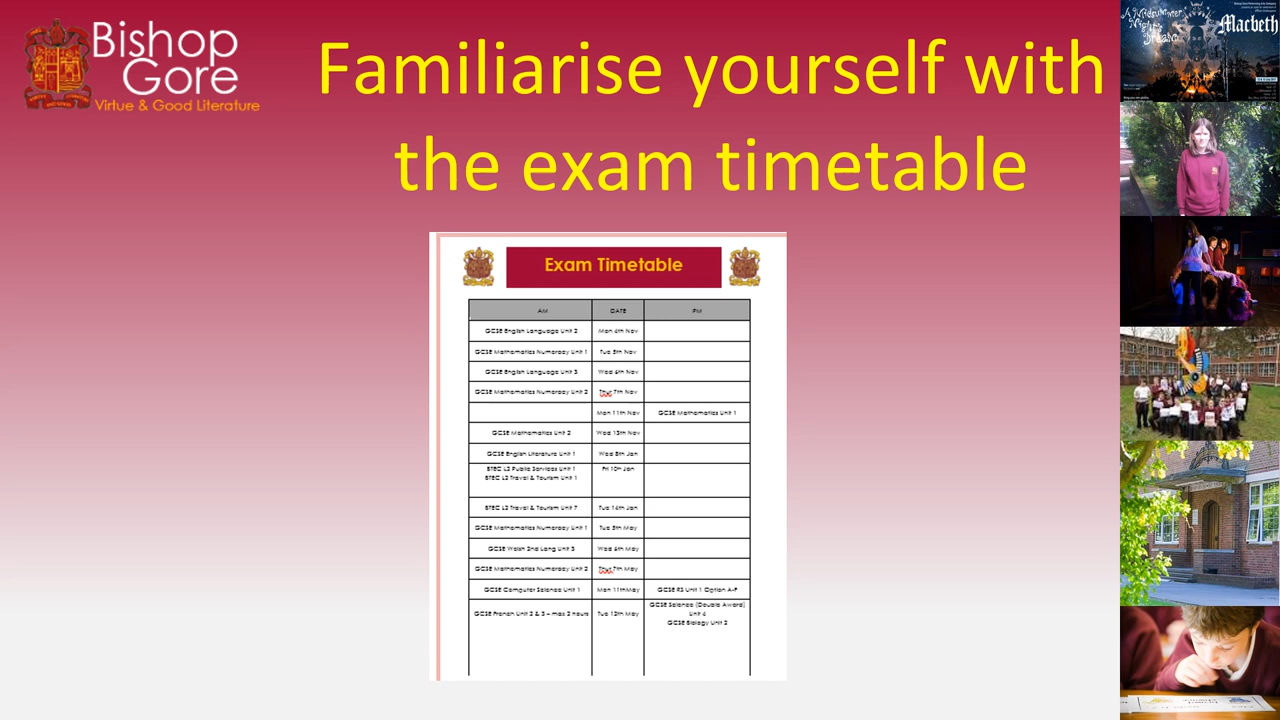 Bishop
Gore
Virtue & Good Literature
Familiarise yourself with
the exam timetable
A Midsummer
Night's
Dream
Macbeth
Exam Timetable
AM DATE PM
GCSE English Language Unit 2 Mon 4th Nov
GCSE Mathematics Numeracy Unit 1 Tue 5th Nov
GCSE English Language Unit 3 Wed 6th Nov
GCSE Mathematics Numeracy Unit 2 Thur 7th Nov
Mon 11th Nov GCSE Mathematics Unit 1
GCSE Mathematics Unit 2 Wed 13th Nov
GCSE English Literature Unit 1 Wed 8th Jan
BTEC L2 Public Services Unit 1 Fri 10th Jan
BTEC L2 Travel & Tourism Unit 1
BTEC L2 Travel & Tourism Unit 7 Tue 14th Jan
GCSE Mathematics Numeracy Unit 1 Tue 5th May
GCSE Welsh 2nd Lang Unit 3 Wed 6th May
GCSE Mathematics Numeracy Unit 2 Thur 7th May
GCSE Computer Science Unit 1 Mon 11thMay GCSE RS Unit 1 Option A-F
GCSE French Unit 2 & 3 – max 2 hours Tue 12th May GCSE Science (Double Award)
Unit 4
GCSE Biology Unit 2